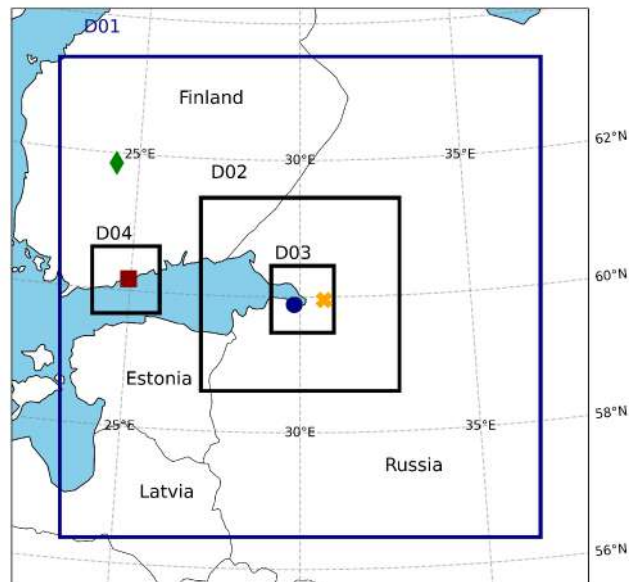 D01
Finland
62°N
25°E
30°E
35°E
D02
D04
D03
60°N
Estonia
58°N
25°E
30°E
35°E
Russia
Latvia
56°N